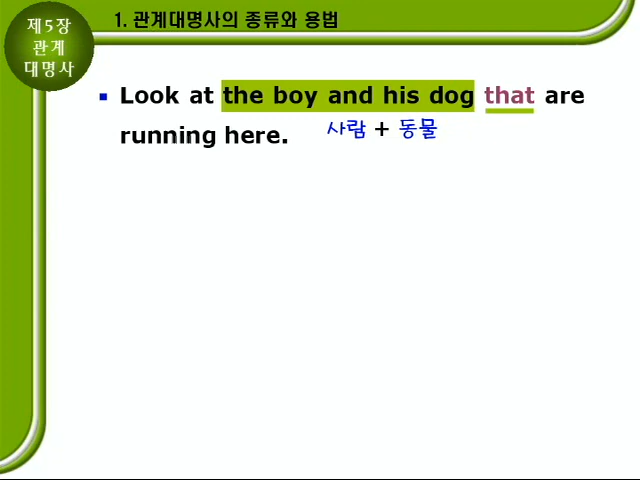 제5장
관계
대명사
1. 관계대명사의 종류와 용법
Look at the boy and his dog that are
running here.
사람 + 동물